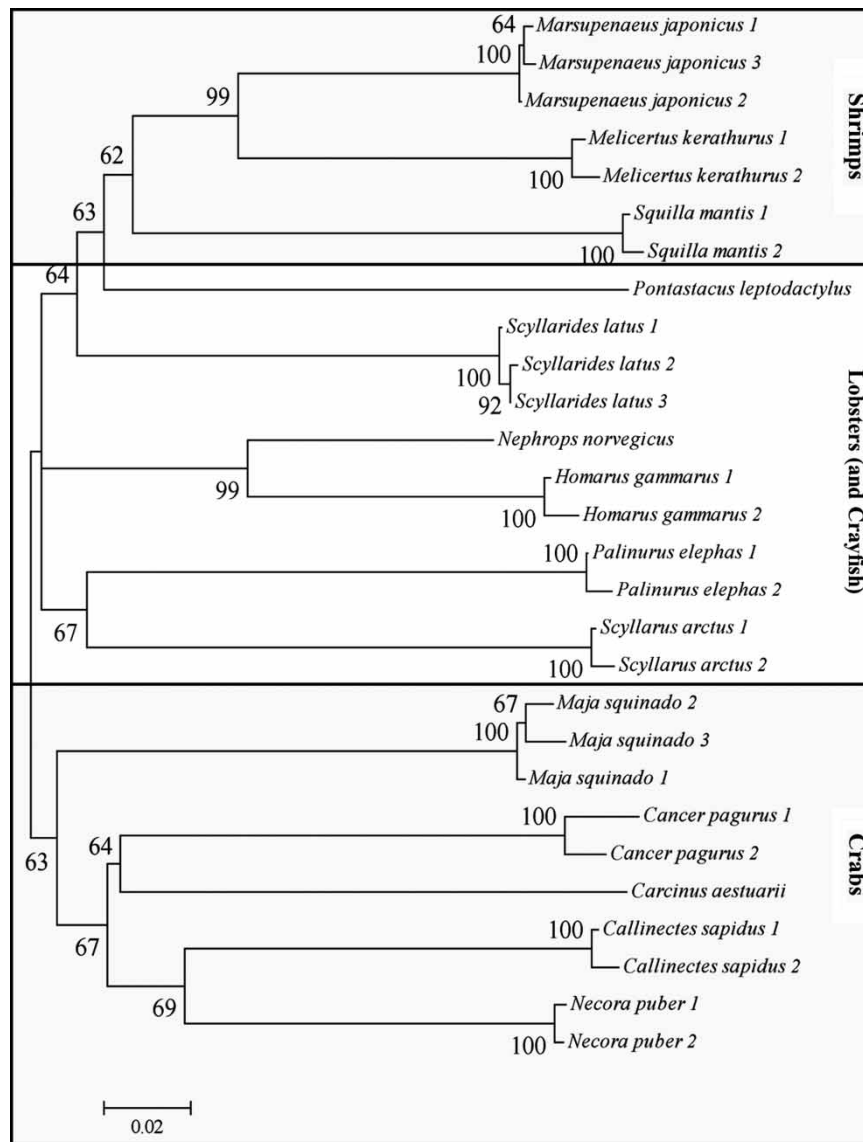 64
Marsupenaeus japonicus 1
100
Marsupenaeus japonicus 3
99
Marsupenaeus japonicus 2
Melicertus kerathurus 1
62
100
Melicertus kerathurus 2
63
Squilla mantis 1
100
Squilla mantis 2
Shrimps
64
Pontastacus leptodactylus
Scyllarides latus 1
Scyllarides latus 2
100
92
Scyllarides latus 3
Nephrops norvegicus
99
Homarus gammarus 1
100
Homarus gammarus 2
100
Palinurus elephas 1
Palinurus elephas 2
67
Scyllarus arctus 1
100
Scyllarus arctus 2
Lobsters (and Crayfish)
67
Maja squinado 2
100
Maja squinado 3
Maja squinado 1
100
Cancer pagurus 1
63
64
Cancer pagurus 2
Carcinus aestuarii
67
100
Callinectes sapidus 1
Callinectes sapidus 2
69
Necora puber 1
100
Necora puber 2
Crabs
0.02